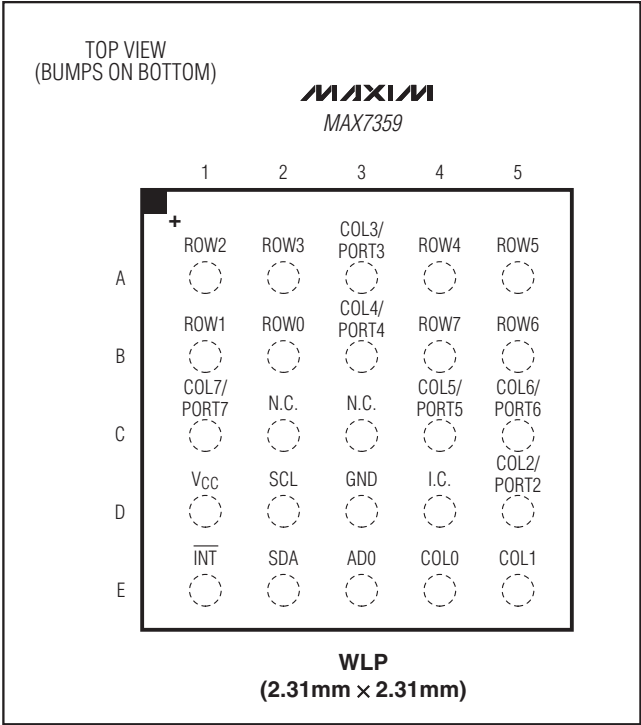 TOP VIEW
(BUMPS ON BOTTOM)
MAXIM
MAX7359
1 2 3 4 5
+
A
ROW2 ROW3 COL3/
PORT3 ROW4 ROW5
B
ROW1 ROW0 COL4/
PORT4 ROW7 ROW6
C
COL7/
PORT7 N.C. N.C. COL5/
PORT5 COL6/
PORT6
D
VCC SCL GND I.C. COL2/
PORT2
E
INT SDA AD0 COL0 COL1
WLP
(2.31mm × 2.31mm)